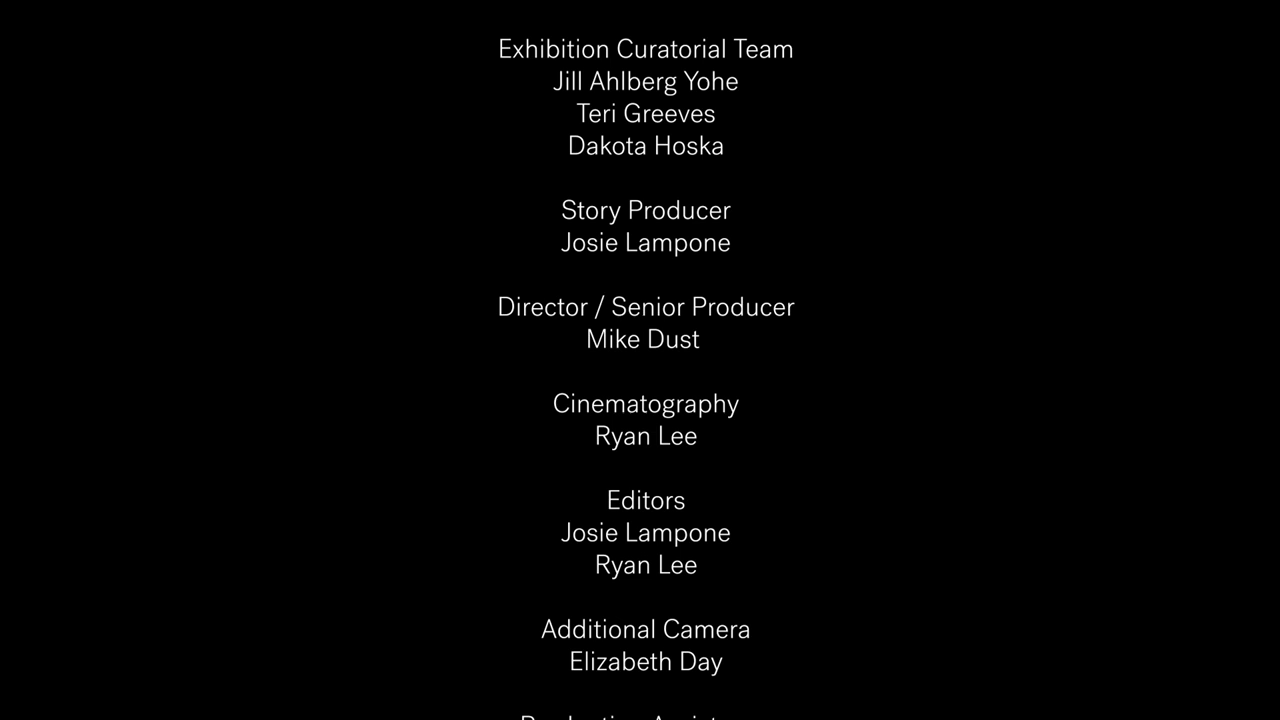 Exhibition Curatorial Team
Jill Ahlberg Yohe
Teri Greeves
Dakota Hoska
Story Producer
Josie Lampone
Director / Senior Producer
Mike Dust
Cinematography
Ryan Lee
Editors
Josie Lampone
Ryan Lee
Additional Camera
Elizabeth Day